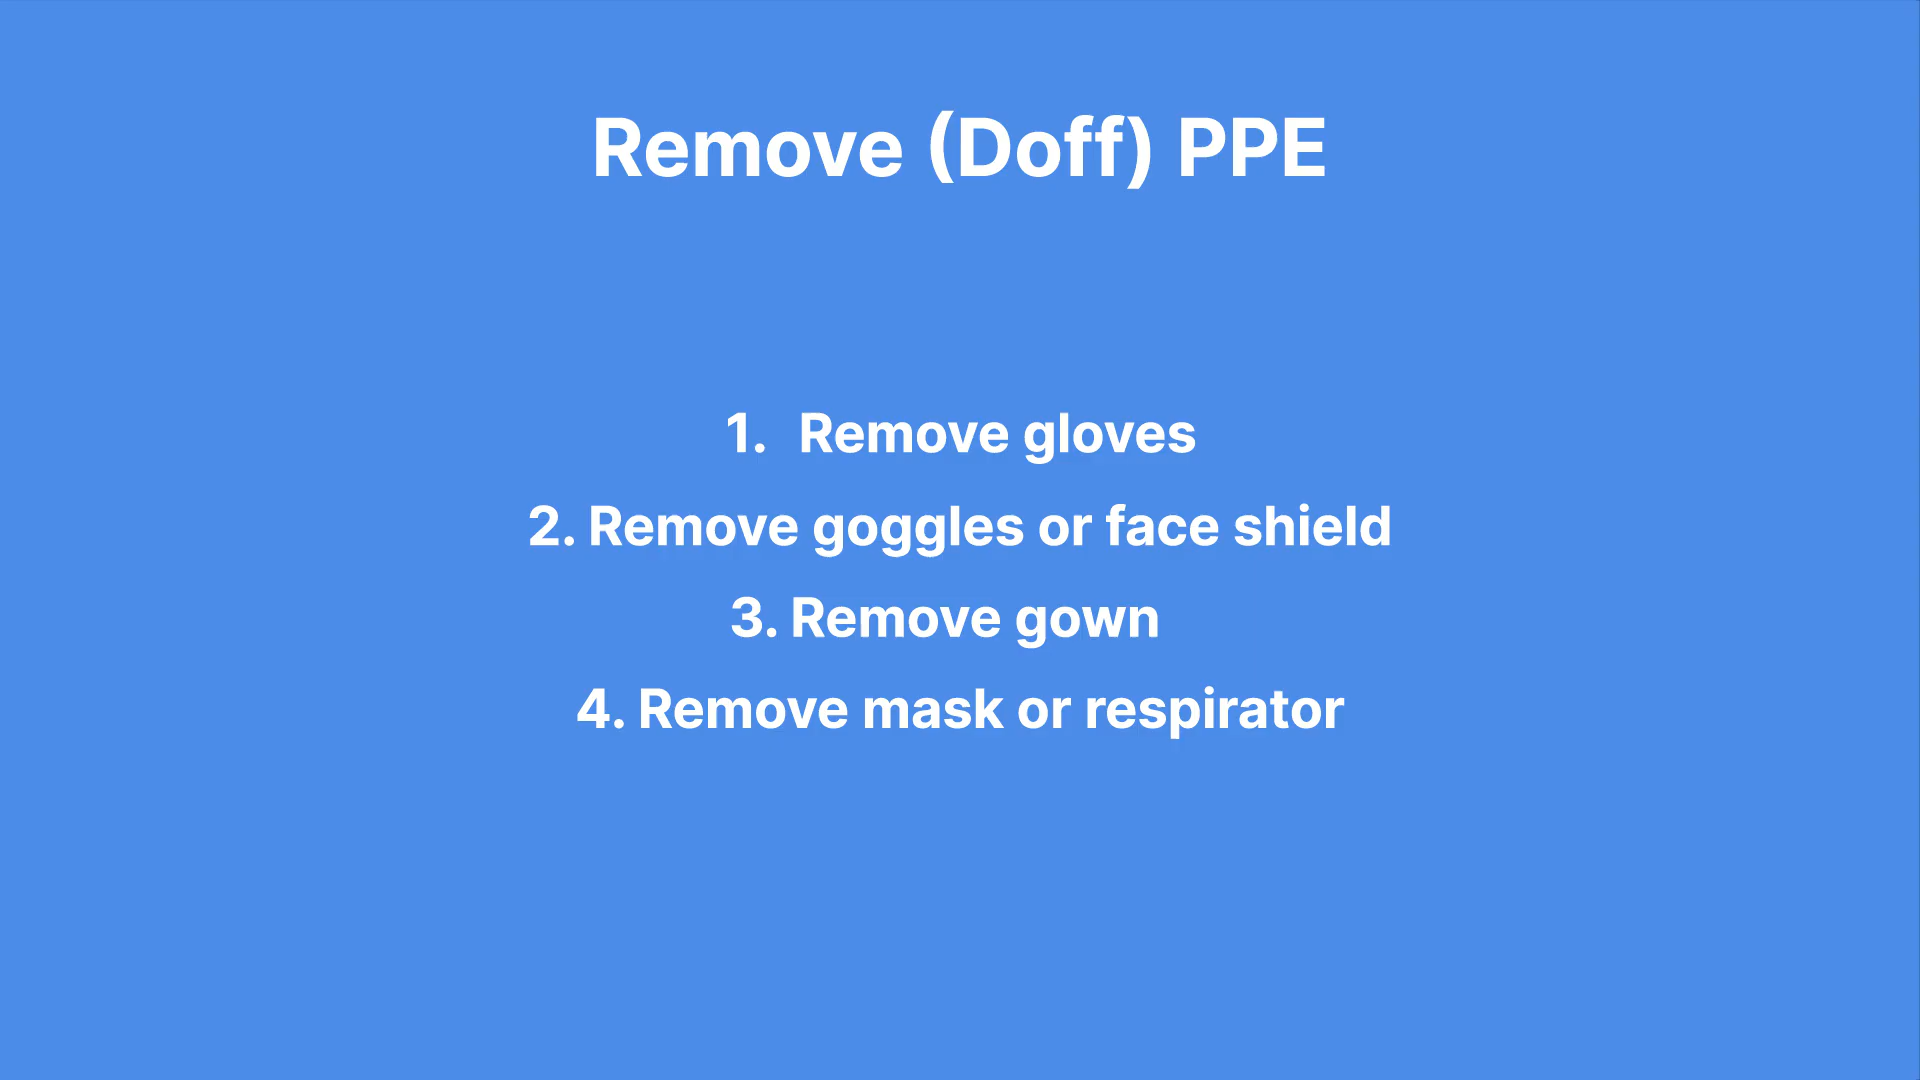 Remove (Doff) PPE
1. Remove gloves
2. Remove goggles or face shield
3. Remove gown
4. Remove mask or respirator